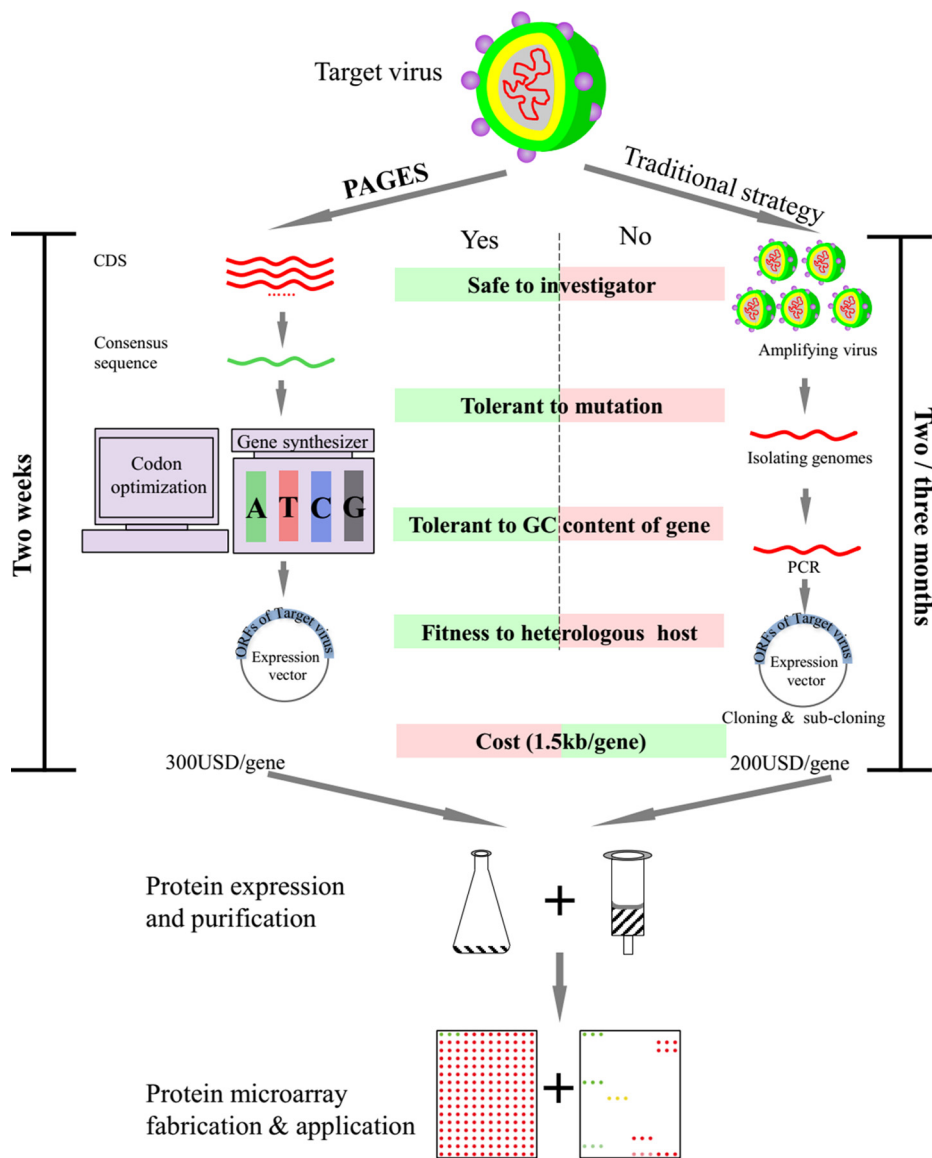 Target virus
PAGES
Traditional strategy
Yes
No
CDS
Safe to investigator
Amplifying virus
Consensus
sequence
Tolerant to mutation
Isolating genomes
Codon
optimization
Gene synthesizer
A T C G
Tolerant to GC content of gene
PCR
Two weeks
Two / three months
ORFs of Target virus
Expression
vector
Fitness to heterologous host
ORFs of Target virus
Expression
vector
Cloning & sub-cloning
Cost (1.5kb/gene)
300USD/gene
200USD/gene
Protein expression
and purification
Protein microarray
fabrication & application